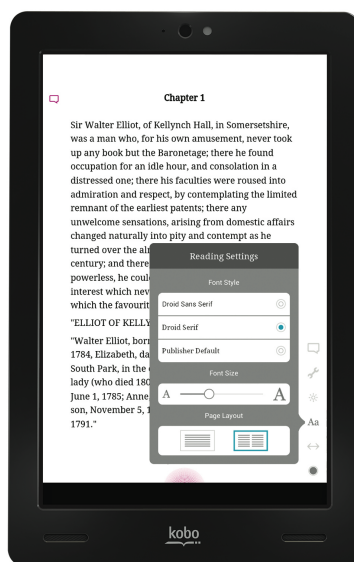 Chapter 1
Sir Walter Elliot, of Kellynch Hall, in Somersetshire,
was a man who, for his own amusement, never took
up any book but the Baronetage; there he found
occupation for an idle hour, and consolation in a
distressed one; there his faculties were roused into
admiration and respect, by contemplating the limited
remnant of the earliest patents; there any
unwelcome sensations, arising from domestic affairs
changed naturally into pity and contempt as he
turned over the
century; and there
powerless, he coul
interest which nev
which the favourit
"ELLIOT OF KELLY
"Walter Elliot, bor
1784, Elizabeth, da
South Park, in the
lady (who died 180
June 1, 1785; Anne
son, November 5, 1
1791."
Reading Settings
Font Style
Droid Sans Serif
Droid Serif
Publisher Default
Font Size
A A
Page Layout
Aa
kobo